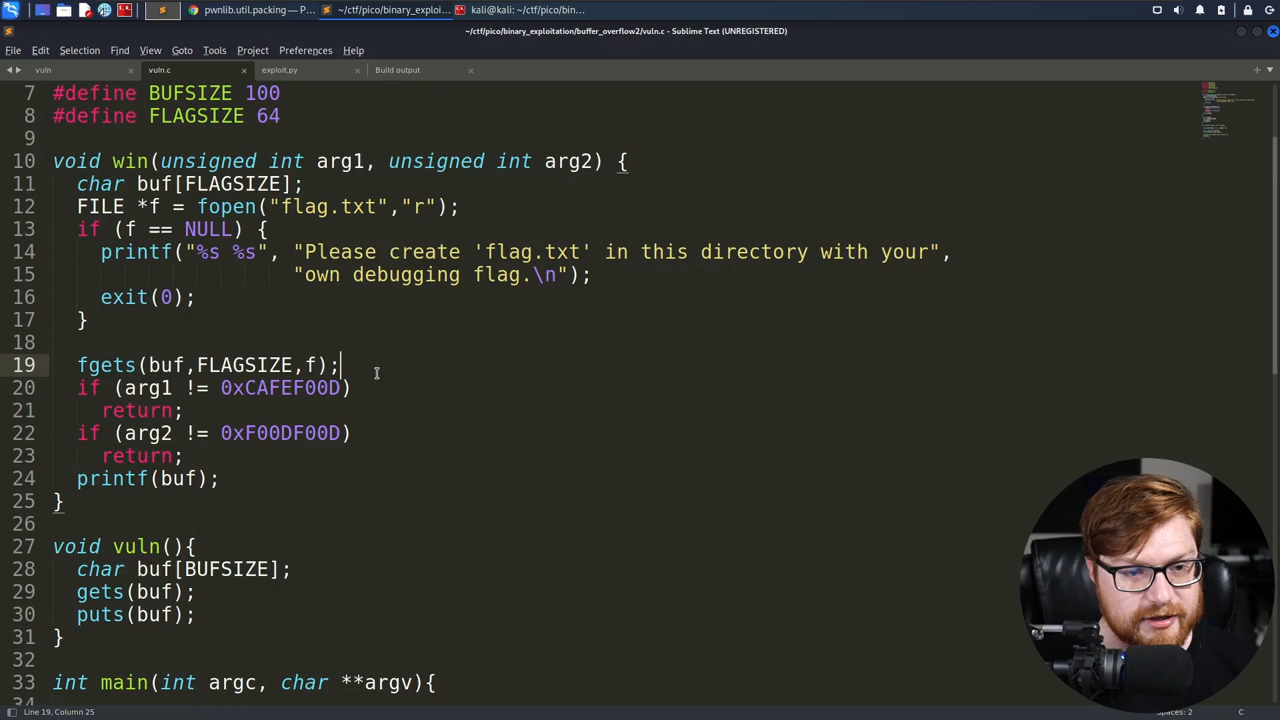 pwnlib.util.packing — P...
~/ctf/pico/binary_exploi...
kali@kali: ~/ctf/pico/bin...
~/ctf/pico/binary_exploitation/buffer_overflow2/vuln.c - Sublime Text (UNREGISTERED)
File Edit Selection Find View Goto Tools Project Preferences Help
vuln vuln.c exploit.py Build output
7 #define BUFSIZE 100
8 #define FLAGSIZE 64
9
10 void win(unsigned int arg1, unsigned int arg2) {
11 char buf[FLAGSIZE];
12 FILE *f = fopen("flag.txt","r");
13 if (f == NULL) {
14 printf("%s %s", "Please create 'flag.txt' in this directory with your",
15 "own debugging flag.\n");
16 exit(0);
17 }
18
19 fgets(buf,FLAGSIZE,f);
20 if (arg1 != 0xCAFEF00D)
21 return;
22 if (arg2 != 0xF00DF00D)
23 return;
24 printf(buf);
25 }
26
27 void vuln(){
28 char buf[BUFSIZE];
29 gets(buf);
30 puts(buf);
31 }
32
33 int main(int argc, char **argv){
34
Line 19, Column 25
Spaces: 2
C